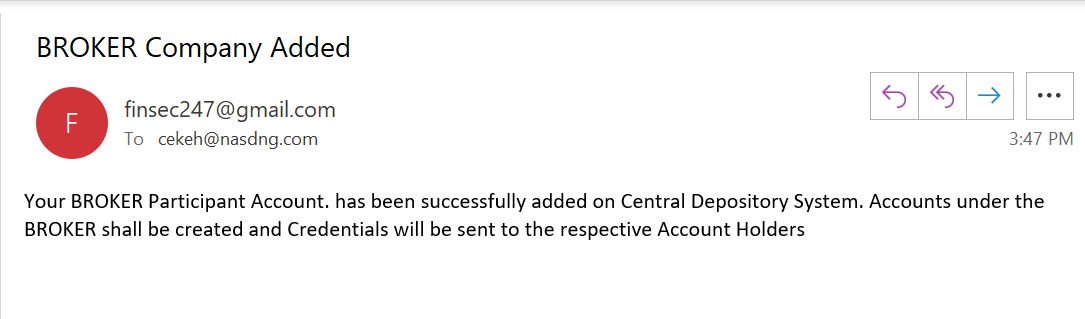 BROKER Company Added
F
finsec247@gmail.com
To cekeh@nasdng.com
3:47 PM
Your BROKER Participant Account. has been successfully added on Central Depository System. Accounts under the
BROKER shall be created and Credentials will be sent to the respective Account Holders